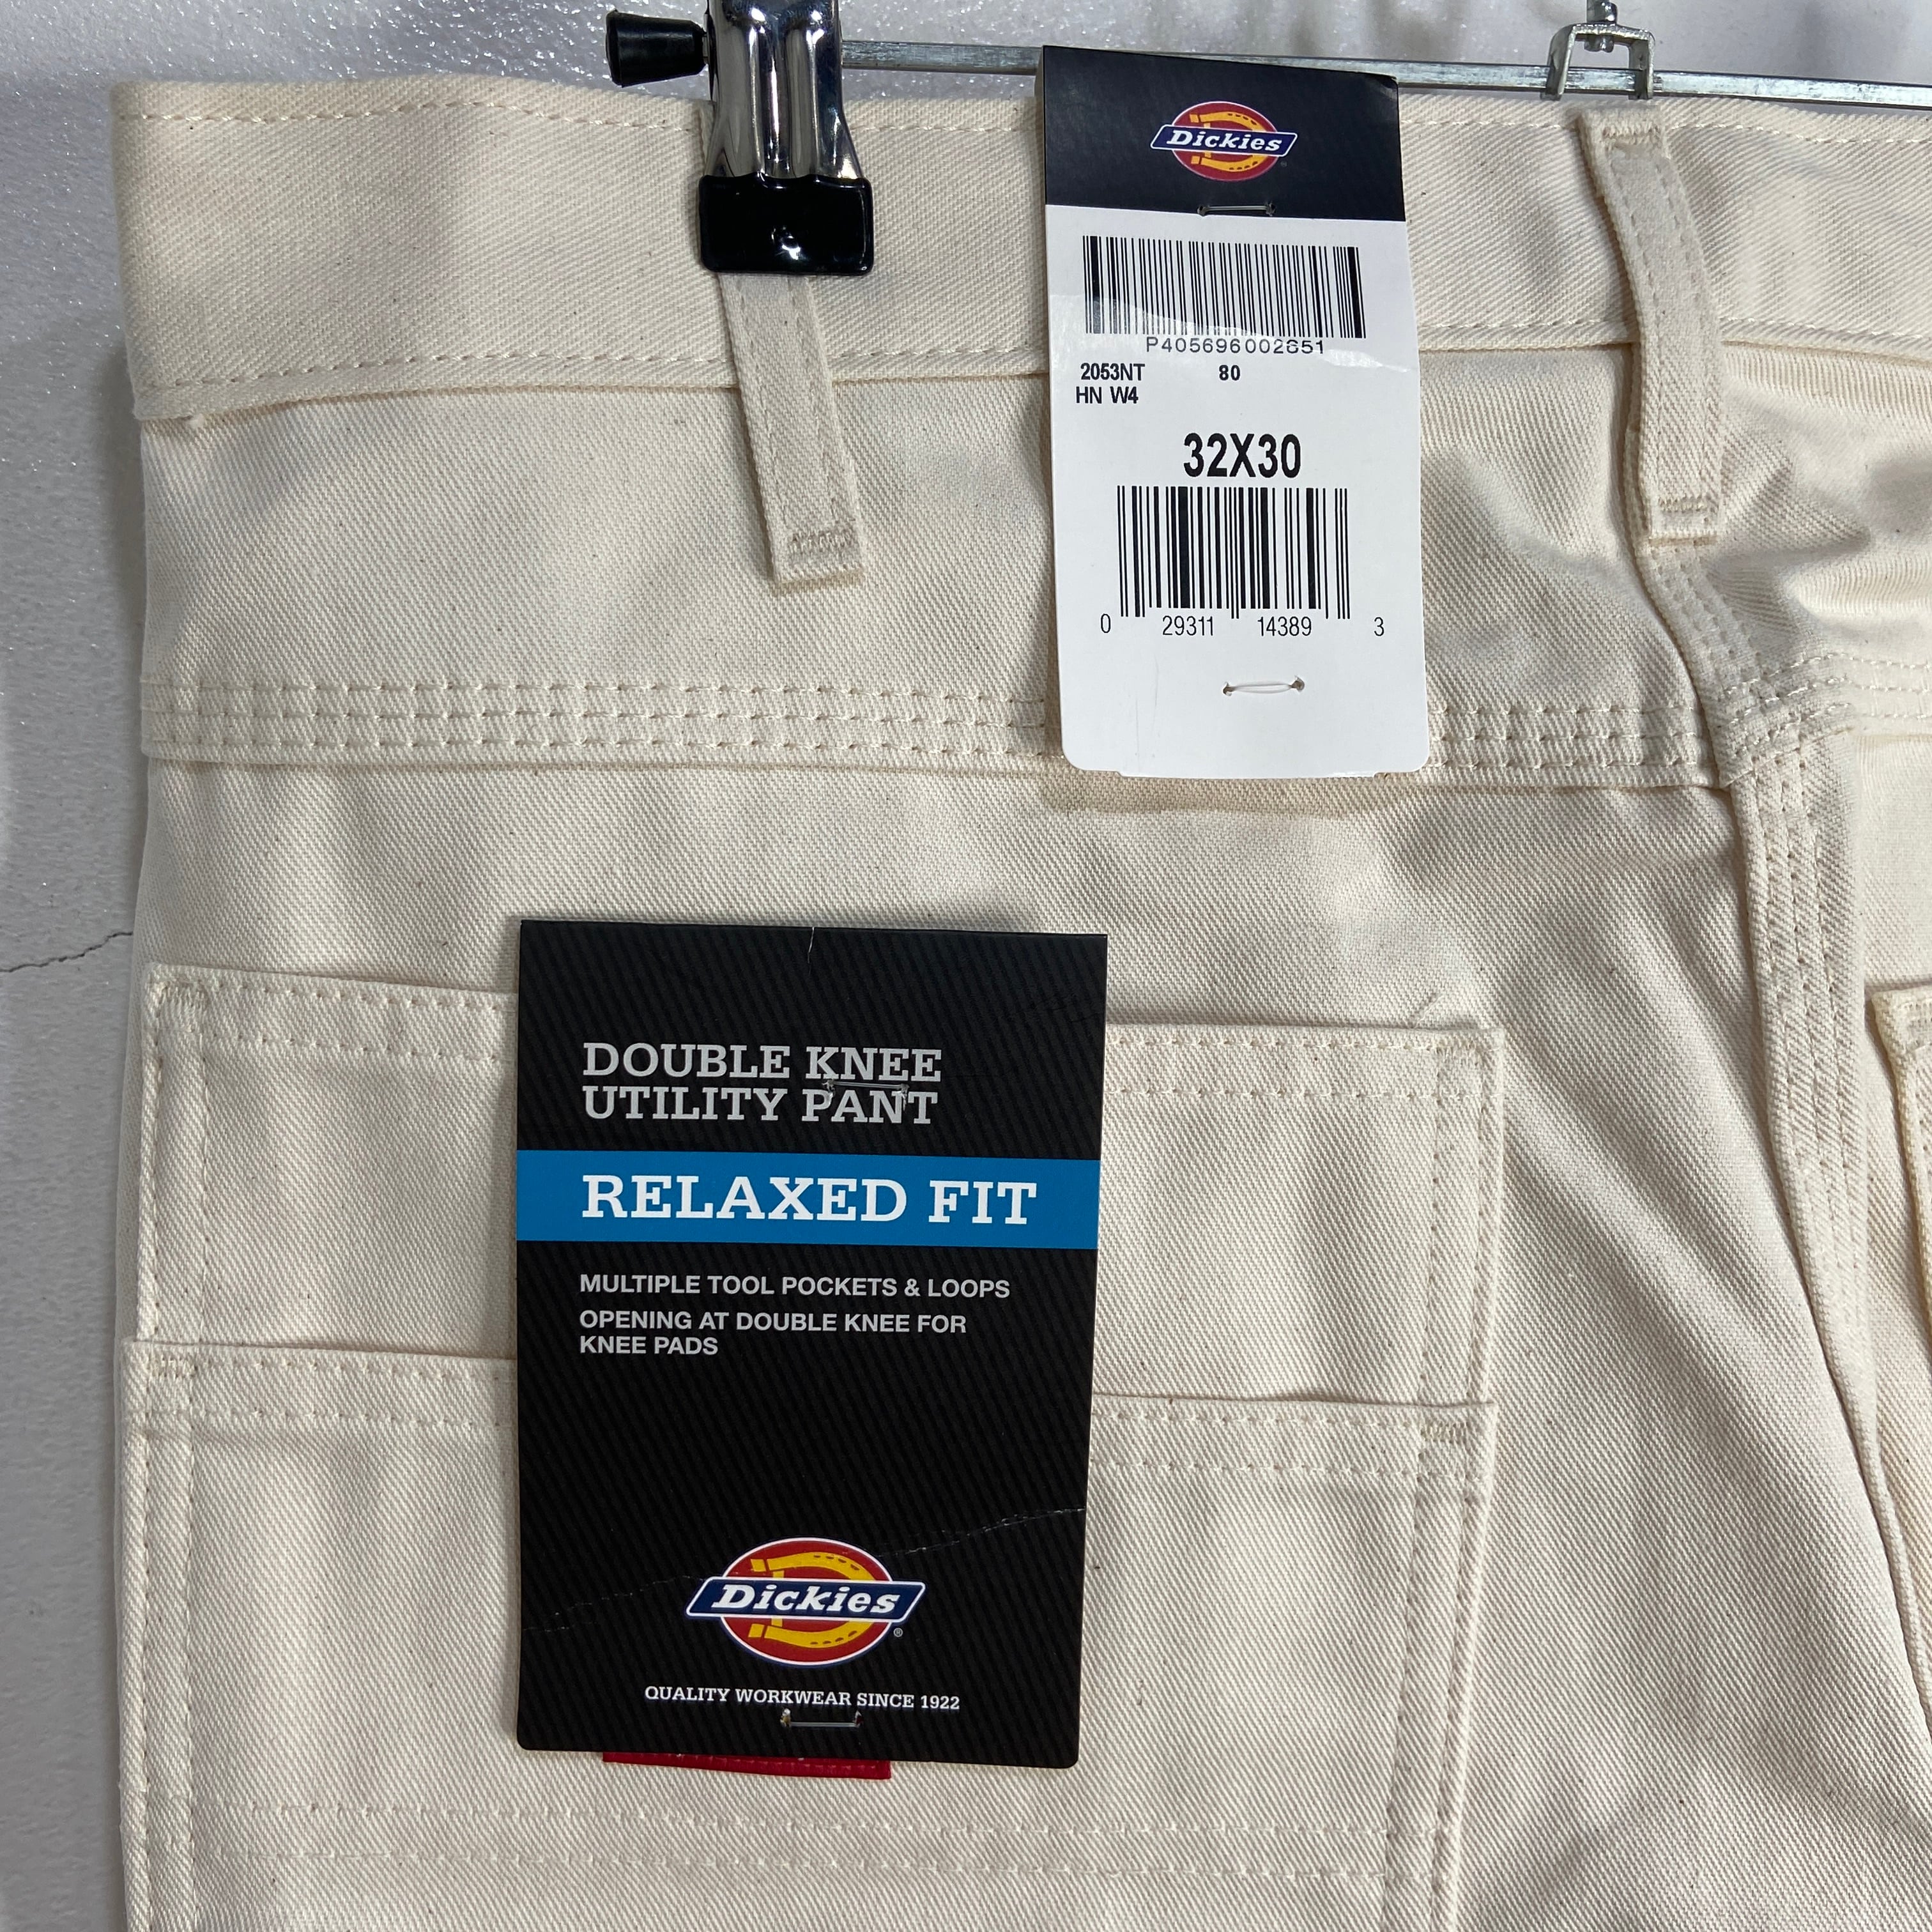 Dickies
P405696002851
2053NT 80
HN W4
32X30
0 29311 14389 3
DOUBLE KNEE
UTILITY PANT
RELAXED FIT
MULTIPLE TOOL POCKETS & LOOPS
OPENING AT DOUBLE KNEE FOR
KNEE PADS
Dickies®
QUALITY WORKWEAR SINCE 1922